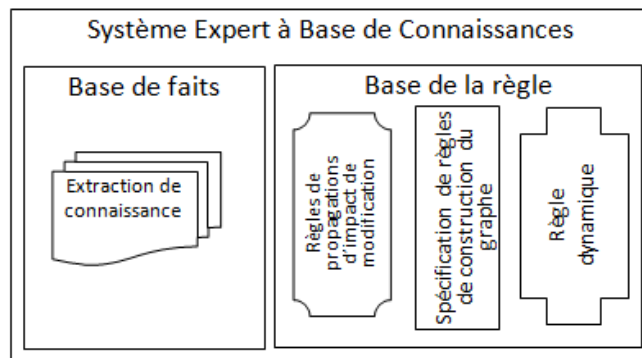 Système Expert à Base de Connaissances
Base de faits
Extraction de
connaissance
Base de la règle
Règles de
propagations
d'impact de
modification
Spécification de règles
de construction du
graphe
Règle
dynamique